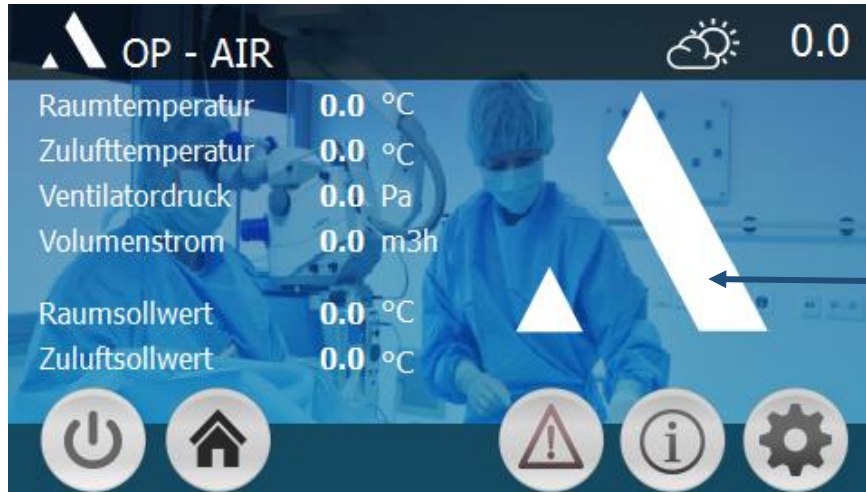 OP - AIR 0.0
Raumtemperatur 0.0 °C
Zulufttemperatur 0.0 °C
Ventilatordruck 0.0 Pa
Volumenstrom 0.0 m3h
Raumsollwert 0.0 °C
Zuluftsollwert 0.0 °C